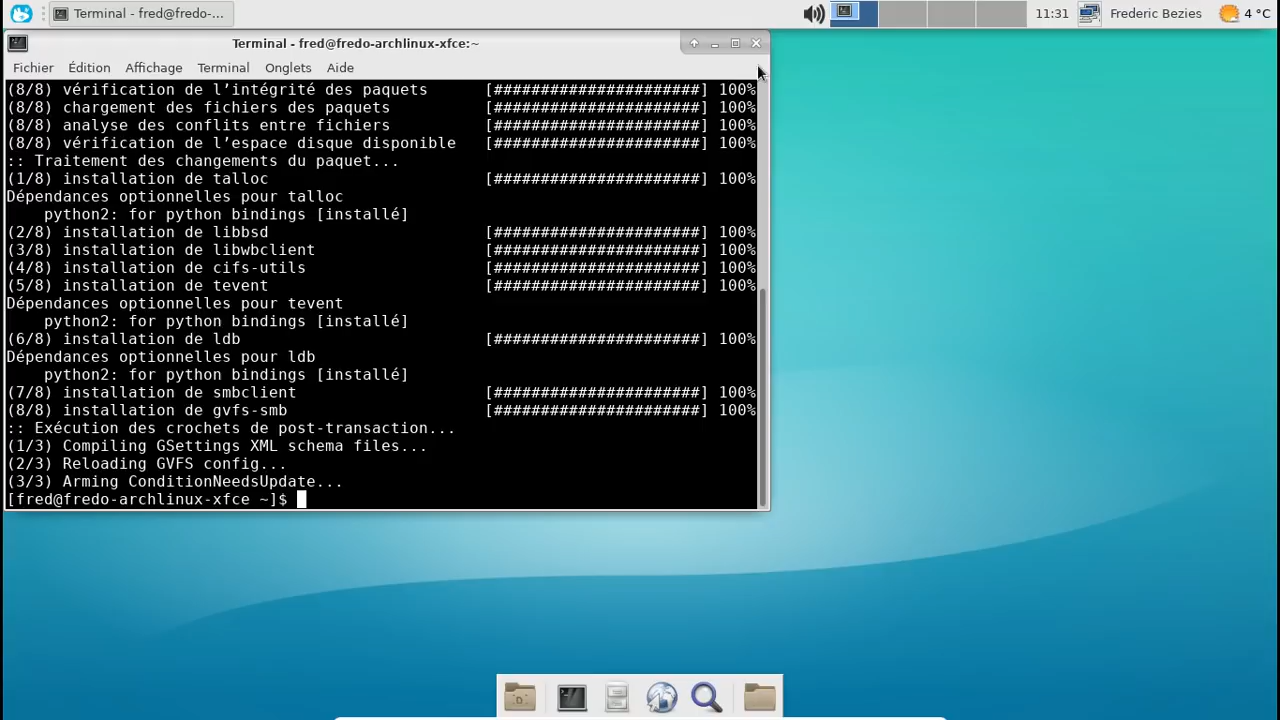 Terminal - fred@fredo-...
11:31
Frederic Bezies
4 °C
Terminal - fred@fredo-archlinux-xfce:~
Fichier Édition Affichage Terminal Onglets Aide
(8/8) vérification de l’intégrité des paquets [######################] 100%
(8/8) chargement des fichiers des paquets [######################] 100%
(8/8) analyse des conflits entre fichiers [######################] 100%
(8/8) vérification de l’espace disque disponible [######################] 100%
:: Traitement des changements du paquet...
(1/8) installation de talloc [######################] 100%
Dépendances optionnelles pour talloc
python2: for python bindings [installé]
(2/8) installation de libbsd [######################] 100%
(3/8) installation de libwbclient [######################] 100%
(4/8) installation de cifs-utils [######################] 100%
(5/8) installation de tevent [######################] 100%
Dépendances optionnelles pour tevent
python2: for python bindings [installé]
(6/8) installation de ldb [######################] 100%
Dépendances optionnelles pour ldb
python2: for python bindings [installé]
(7/8) installation de smbclient [######################] 100%
(8/8) installation de gvfs-smb [######################] 100%
:: Exécution des crochets de post-transaction...
(1/3) Compiling GSettings XML schema files...
(2/3) Reloading GVFS config...
(3/3) Arming ConditionNeedsUpdate...
[fred@fredo-archlinux-xfce ~]$